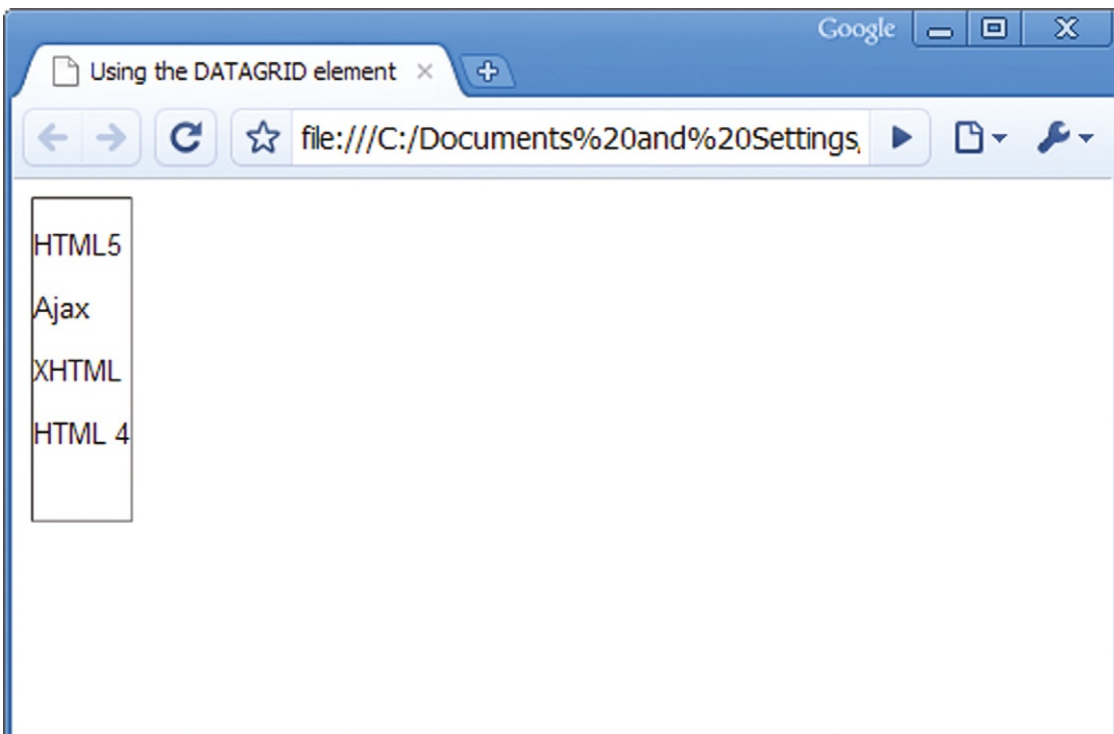 Google
Using the DATAGRID element
file:///C:/Documents%20and%20Settings,
HTML5
Ajax
XHTML
HTML 4